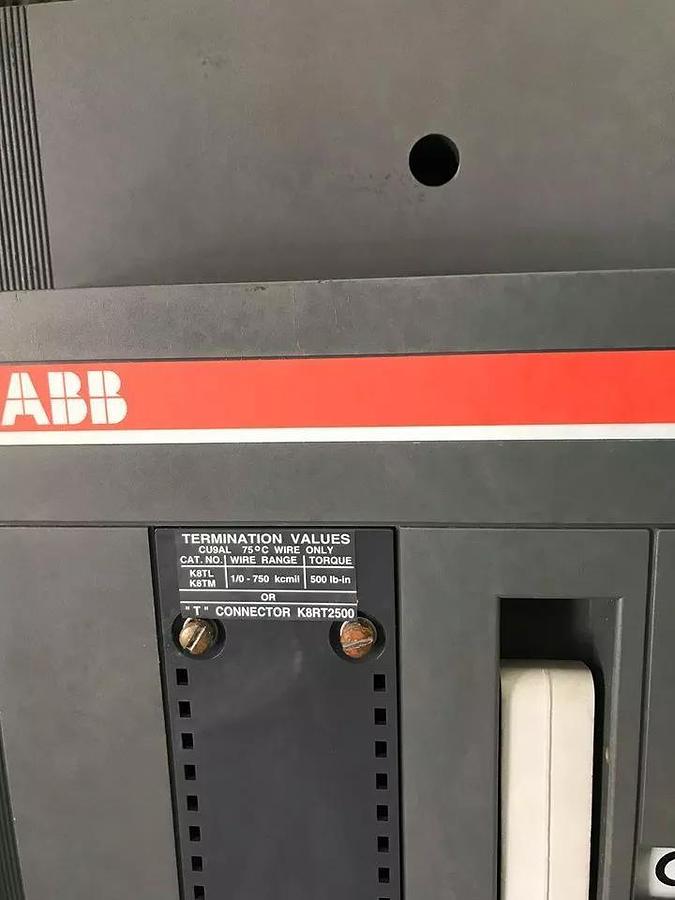 ABB
TERMINATION VALUES
CU9AL 75°C WIRE ONLY
CAT. NO. WIRE RANGE TORQUE
K8TL
K8TM 1/0 - 750 kcmil 500 lb-in
OR
"T" CONNECTOR K8RT2500